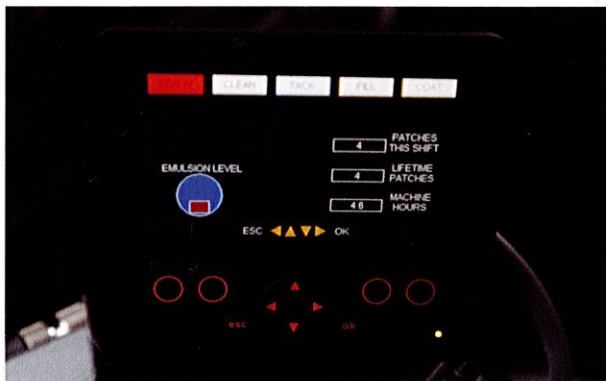 CLEAN
TACK
FILL
COAT
4
PATCHES
THIS SHIFT
EMULSION LEVEL
4
LIFETIME
PATCHES
46
MACHINE
HOURS
ESC
OK
esc
ok